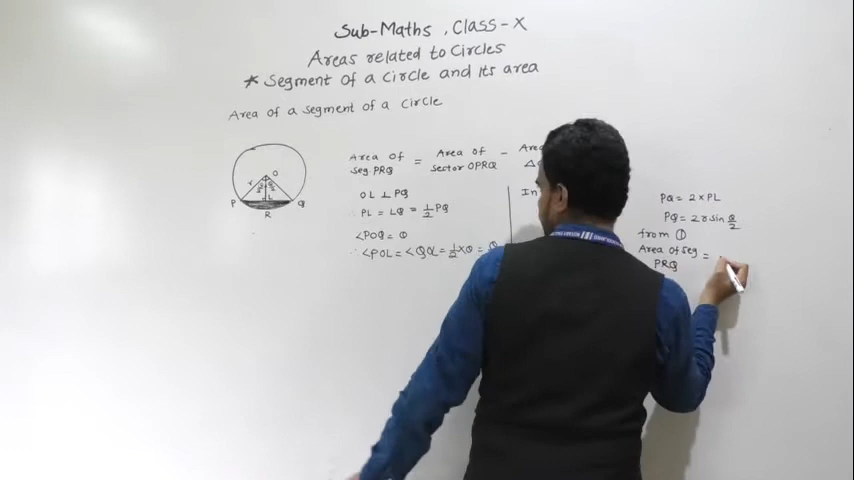 Sub-Maths, Class-X
Areas related to Circles
* Segment of a circle and its area
Area of a segment of a circle
Area of seg. PRQ = Area of sector OPRQ - Area Δ
OL ⊥ PQ
∴ PL = LQ = 1/2 PQ
∠POQ = θ
∴ ∠POL = ∠QOL = 1/2 × θ = θ
In
PQ = 2 × PL
PQ = 2r sin θ/2
from ①
Area of seg PRQ =
O
r
P
L
Q
R